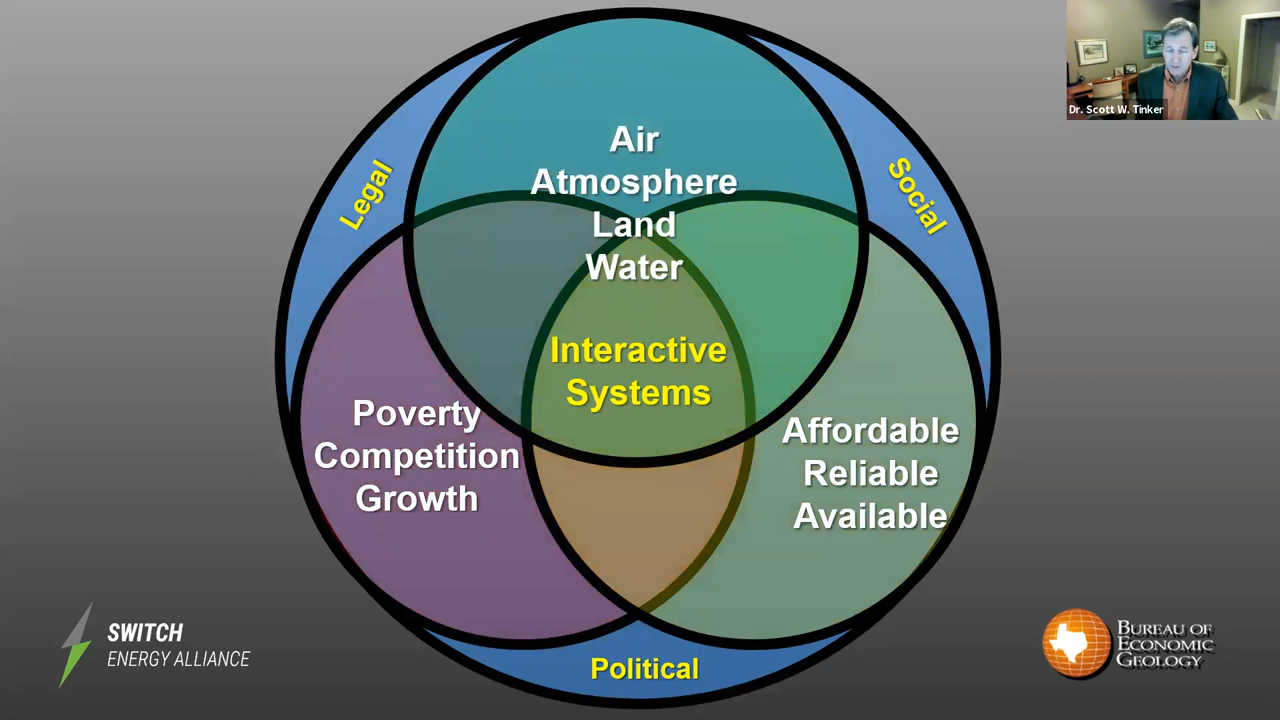 Dr. Scott W. Tinker
Air
Atmosphere
Land
Water
Legal
Social
Interactive
Systems
Poverty
Competition
Growth
Affordable
Reliable
Available
Political
SWITCH
ENERGY ALLIANCE
BUREAU OF
ECONOMIC
GEOLOGY